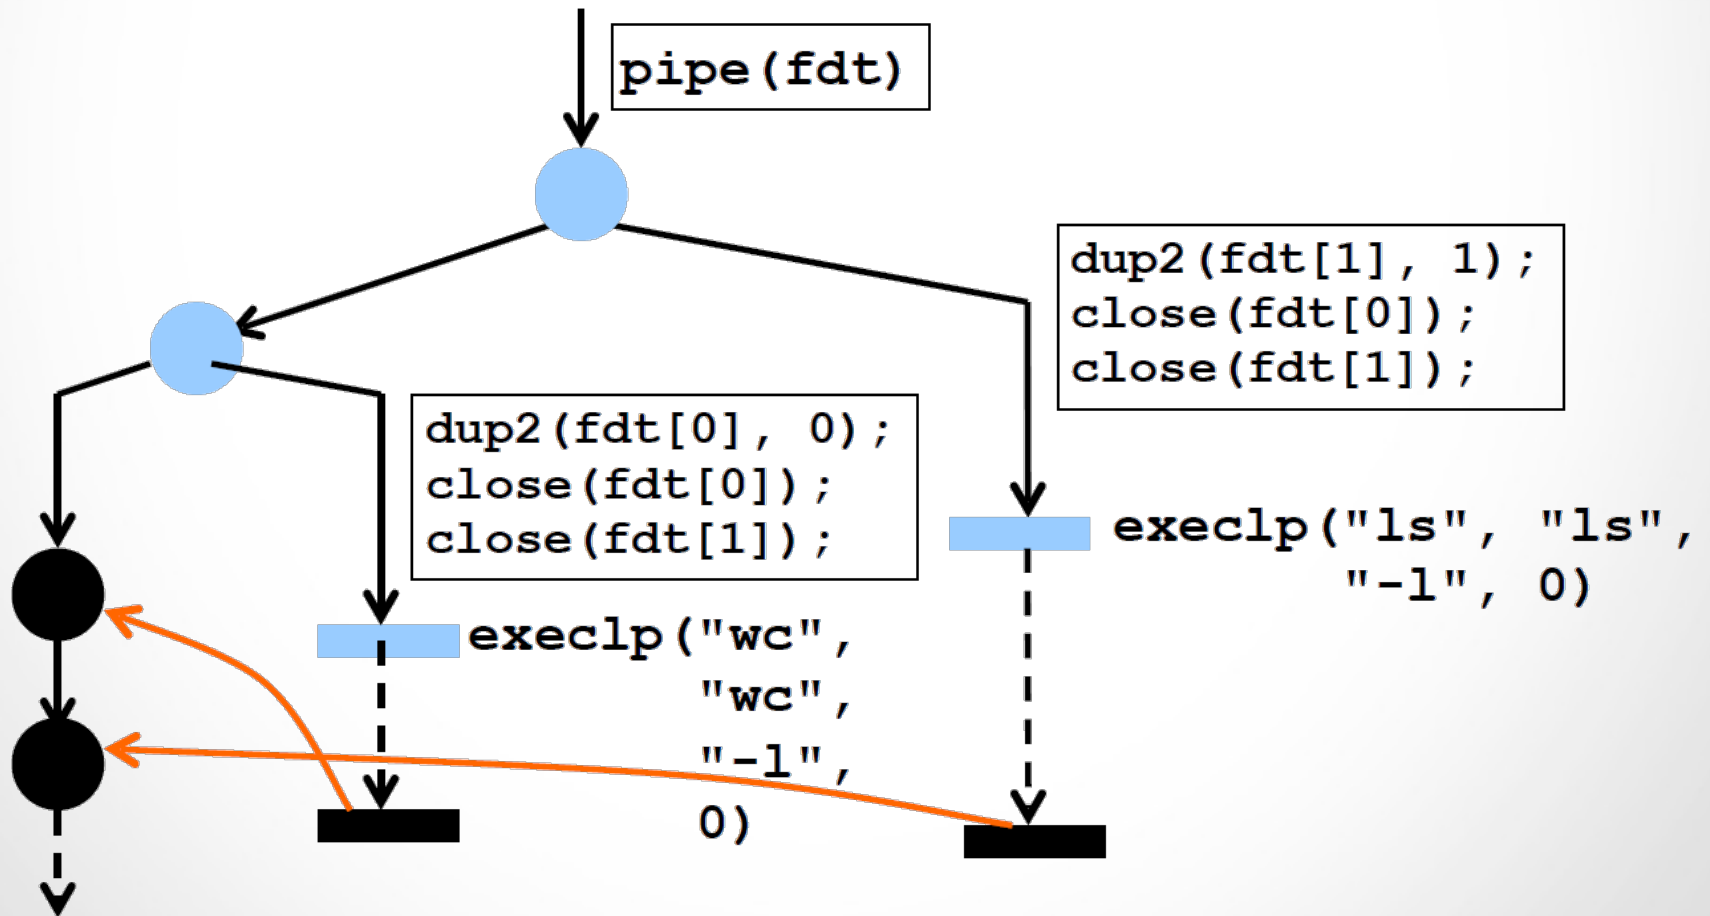 pipe(fdt)
dup2(fdt[1], 1);
close(fdt[0]);
close(fdt[1]);
dup2(fdt[0], 0);
close(fdt[0]);
close(fdt[1]);
execlp("ls", "ls",
"-l", 0)
execlp("wc",
"wc",
"-l",
0)